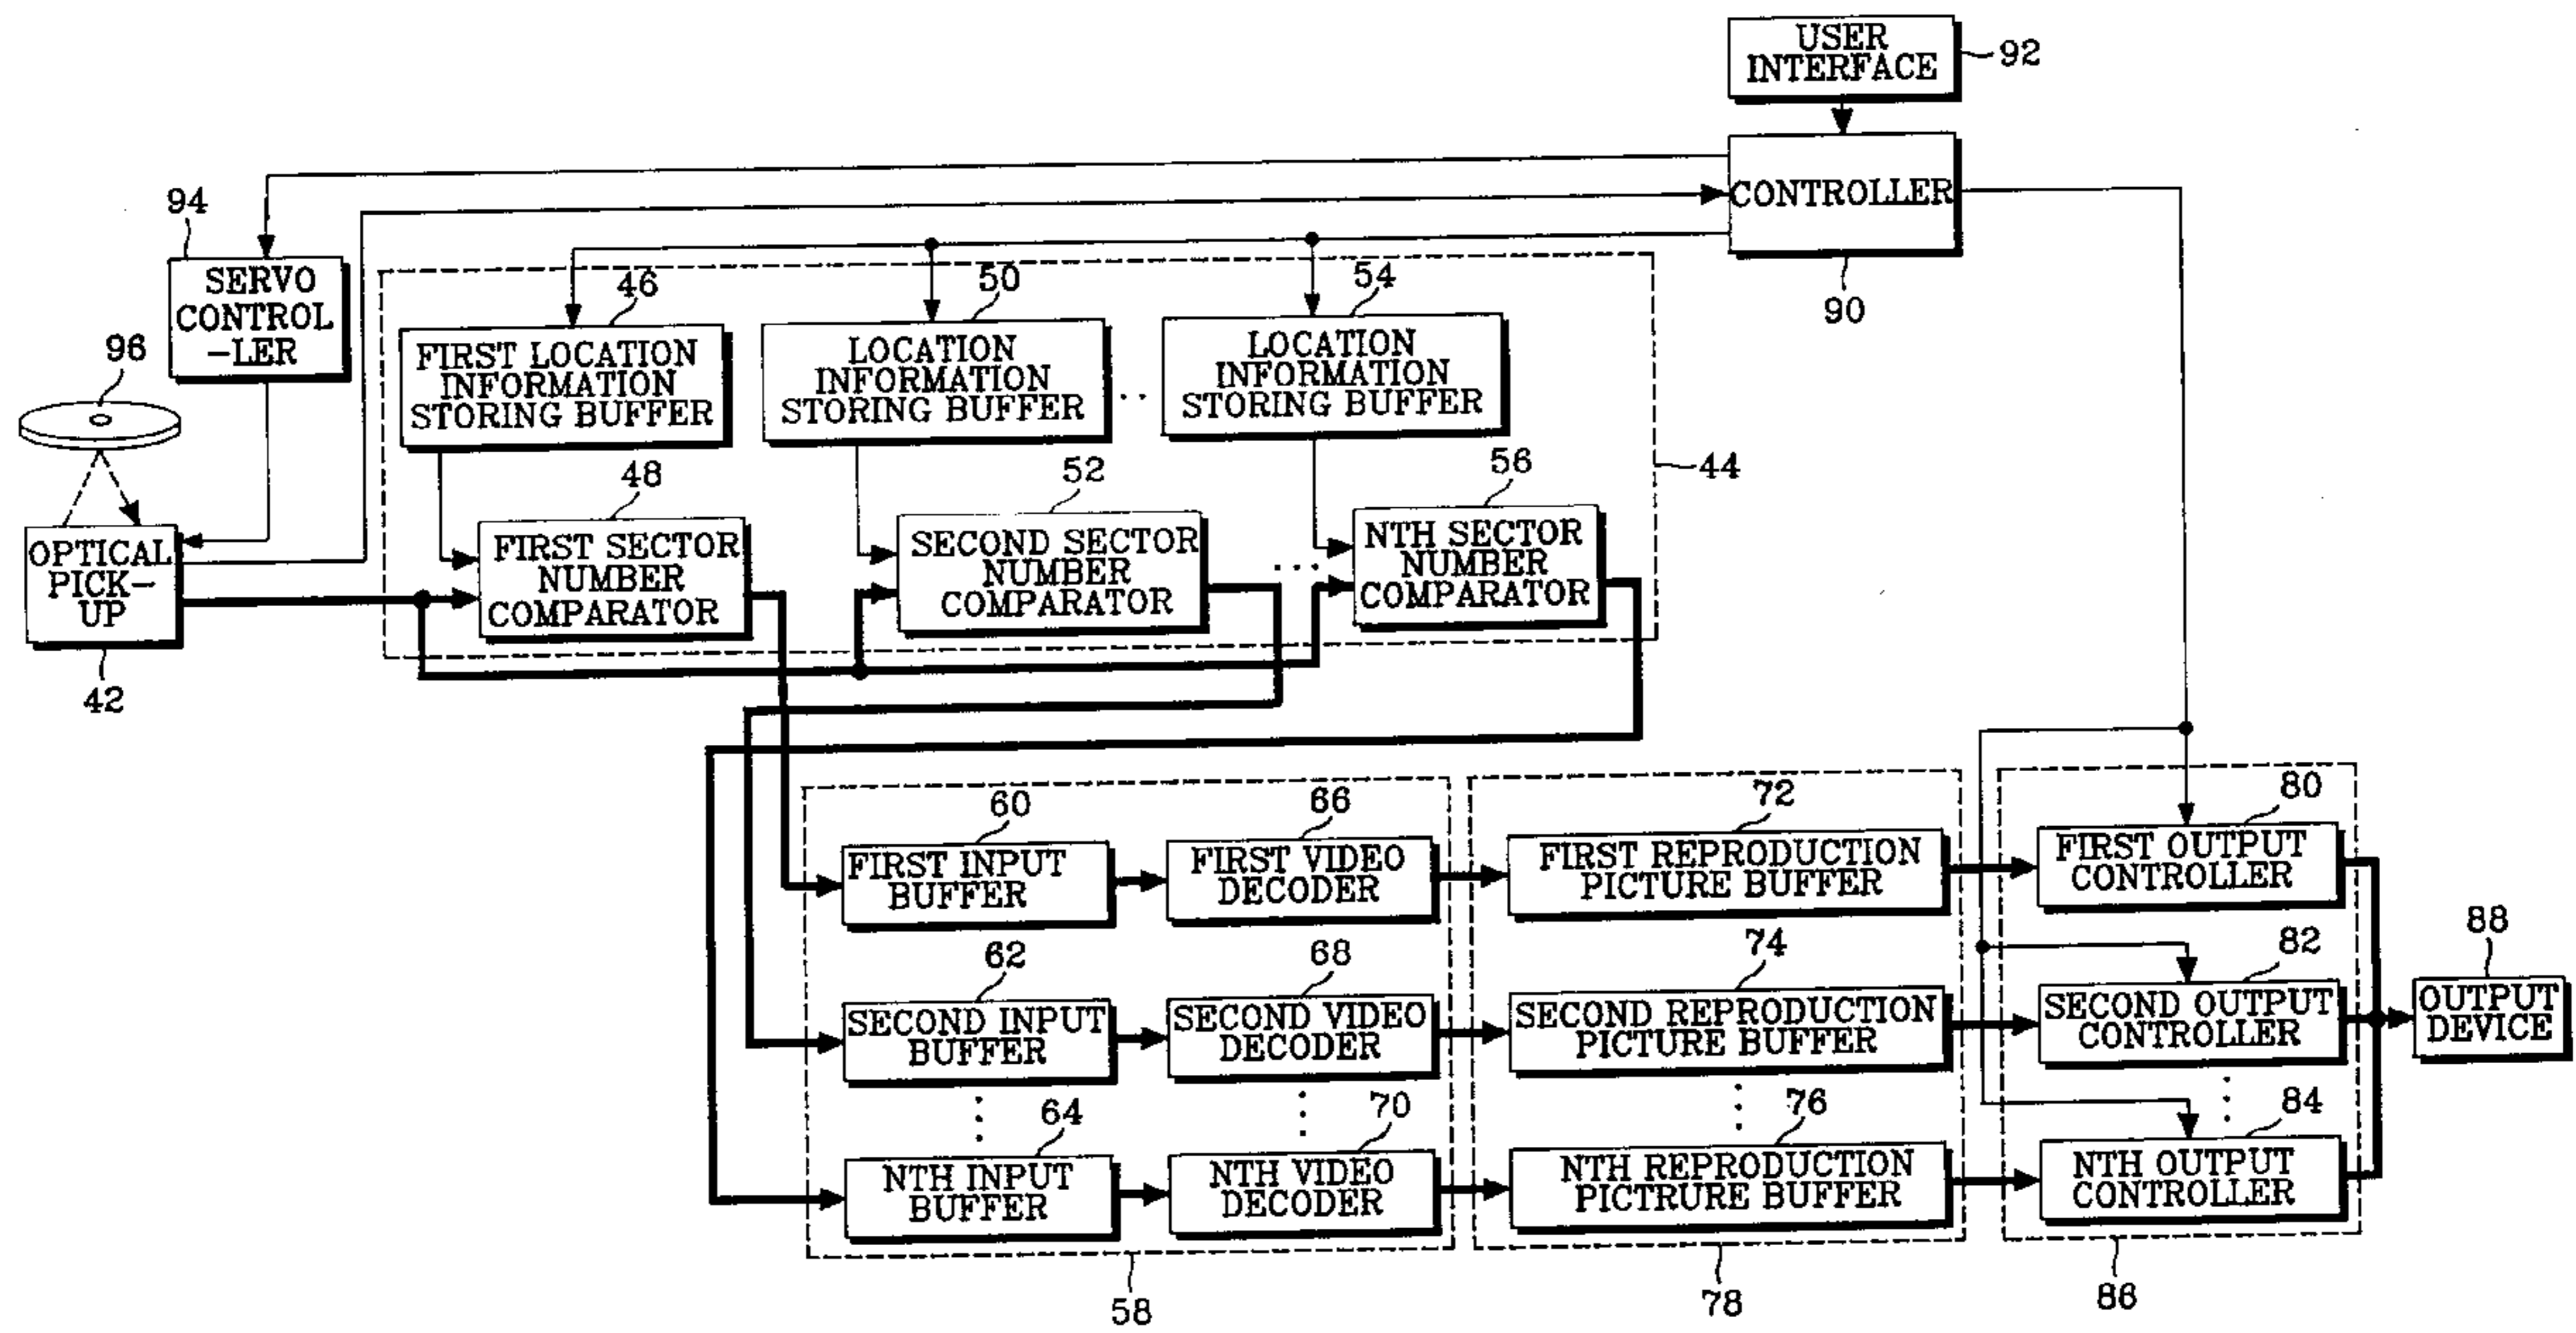 USER
INTERFACE
92
CONTROLLER
90
94
SERVO
CONTROL
-LER
96
OPTICAL
PICK-
UP
42
46
FIRST LOCATION
INFORMATION
STORING BUFFER
50
LOCATION
INFORMATION
STORING BUFFER
54
LOCATION
INFORMATION
STORING BUFFER
44
48
FIRST SECTOR
NUMBER
COMPARATOR
52
SECOND SECTOR
NUMBER
COMPARATOR
56
NTH SECTOR
NUMBER
COMPARATOR
60
FIRST INPUT
BUFFER
66
FIRST VIDEO
DECODER
72
FIRST REPRODUCTION
PICTURE BUFFER
80
FIRST OUTPUT
CONTROLLER
62
SECOND INPUT
BUFFER
68
SECOND VIDEO
DECODER
74
SECOND REPRODUCTION
PICTURE BUFFER
82
SECOND OUTPUT
CONTROLLER
88
OUTPUT
DEVICE
64
NTH INPUT
BUFFER
70
NTH VIDEO
DECODER
76
NTH REPRODUCTION
PICTRURE BUFFER
84
NTH OUTPUT
CONTROLLER
58
78
86